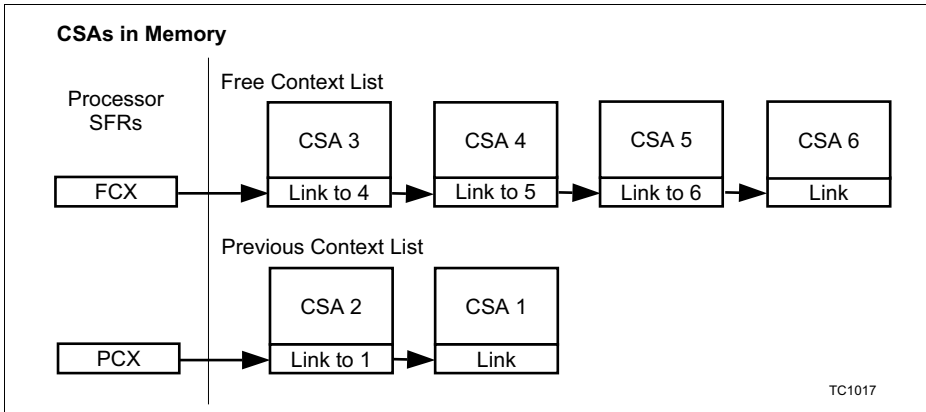 CSAs in Memory
Processor
SFRs
Free Context List
CSA 3
CSA 4
CSA 5
CSA 6
FCX
Link to 4
Link to 5
Link to 6
Link
Previous Context List
CSA 2
CSA 1
PCX
Link to 1
Link
TC1017